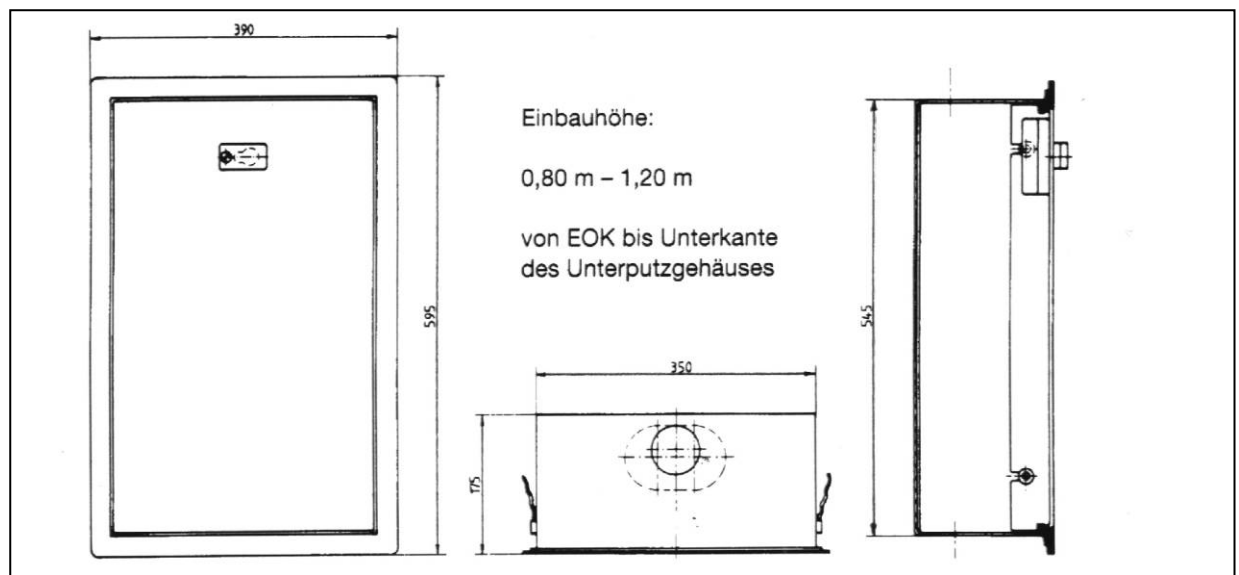 390
Einbauhöhe:
0,80 m – 1,20 m
von EOK bis Unterkante
des Unterputzgehäuses
595
545
350
175